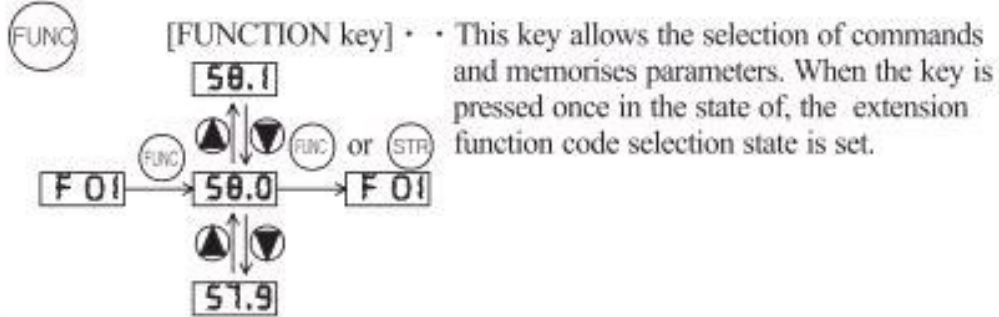 FUNC
[FUNCTION key] · · This key allows the selection of commands
58.1
and memorises parameters. When the key is
pressed once in the state of, the extension
FUNC FUNC or STR function code selection state is set.
F 01 58.0 F 01
57.9